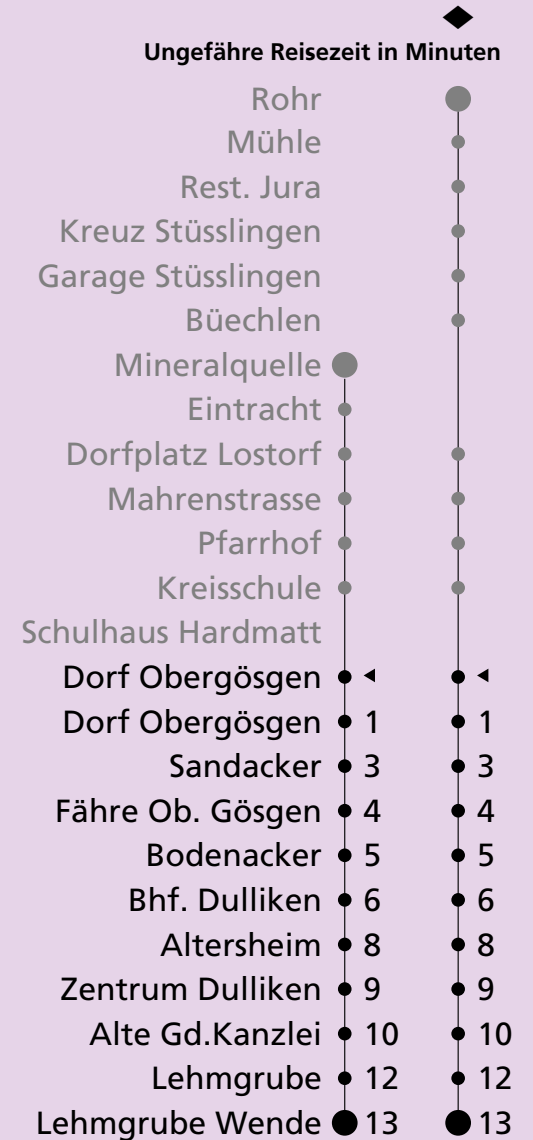 Ungefähre Reisezeit in Minuten
Rohr
Mühle
Rest. Jura
Kreuz Stüsslingen
Garage Stüsslingen
Büechlen
Mineralquelle
Eintracht
Dorfplatz Lostorf
Mahrenstrasse
Pfarrhof
Kreisschule
Schulhaus Hardmatt
Dorf Obergösgen
Dorf Obergösgen 1 1
Sandacker 3 3
Fähre Ob. Gösgen 4 4
Bodenacker 5 5
Bhf. Dulliken 6 6
Altersheim 8 8
Zentrum Dulliken 9 9
Alte Gd.Kanzlei 10 10
Lehmgrube 12 12
Lehmgrube Wende 13 13